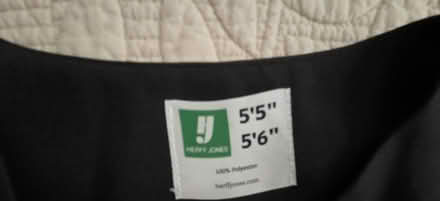 5'5"
5'6"
HERFF JONES
100% Polyester
herffjones.com